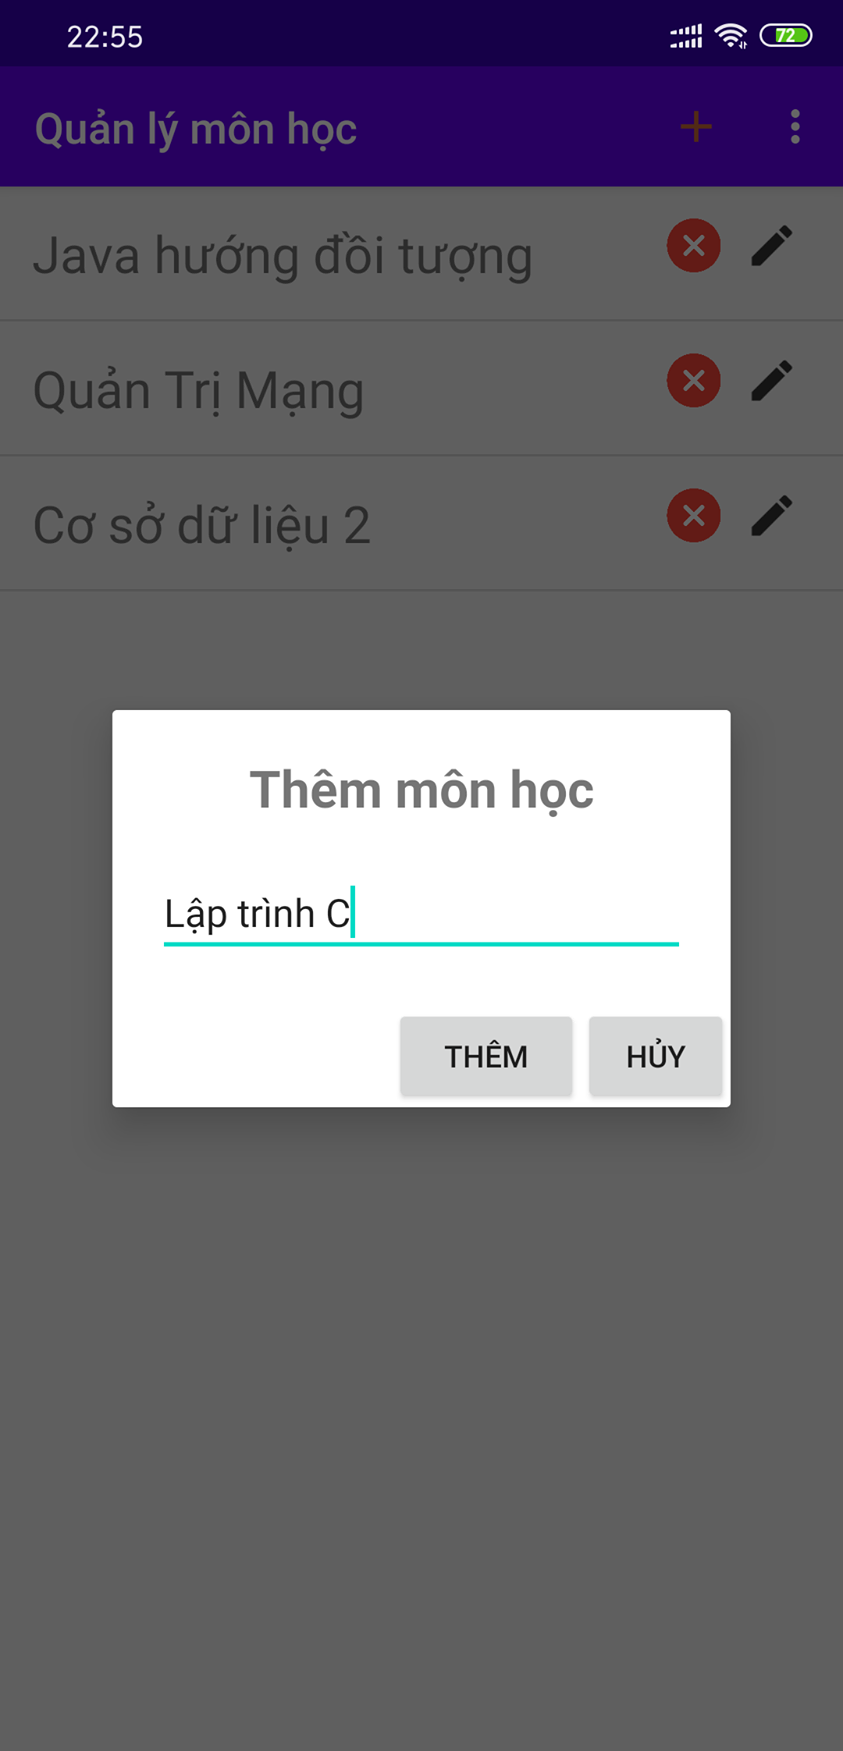 22:55
72
Quản lý môn học
Java hướng đồi tượng
Quản Trị Mạng
Cơ sở dữ liệu 2
Thêm môn học
Lập trình C
THÊM HỦY